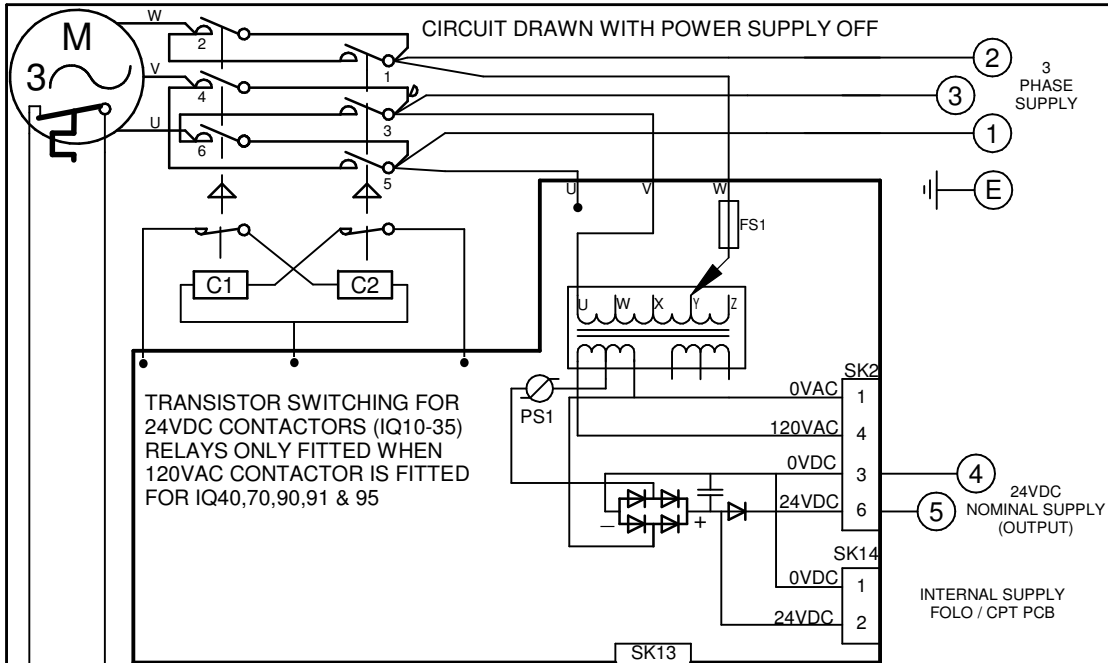 CIRCUIT DRAWN WITH POWER SUPPLY OFF
W
M
3
2
1
2
3
PHASE
SUPPLY
V
4
3
3
U
6
5
1
U
V
W
E
FS1
C1
C2
U W X Y Z
SK2
TRANSISTOR SWITCHING FOR
24VDC CONTACTORS (IQ10-35)
RELAYS ONLY FITTED WHEN
120VAC CONTACTOR IS FITTED
FOR IQ40,70,90,91 & 95
PS1
0VAC
1
120VAC
4
0VDC
3
4
24VDC
6
5
24VDC
NOMINAL SUPPLY
(OUTPUT)
– +
SK14
0VDC
1
24VDC
2
INTERNAL SUPPLY
FOLO / CPT PCB
SK13